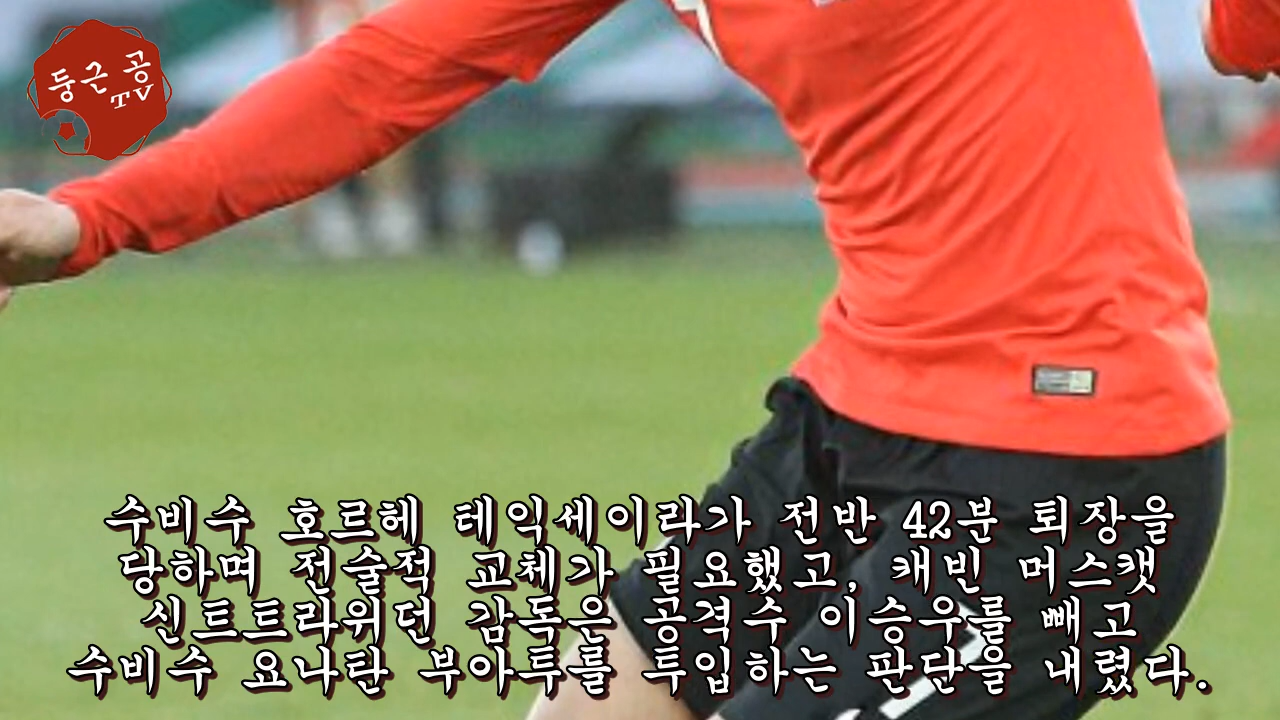 둥근 공
TV
수비수 호르헤 테익세이라가 전반 42분 퇴장을
당하며 전술적 교체가 필요했고, 캐빈 머스캣
신트트라위던 감독은 공격수 이승우를 빼고
수비수 요나탄 부아투를 투입하는 판단을 내렸다.